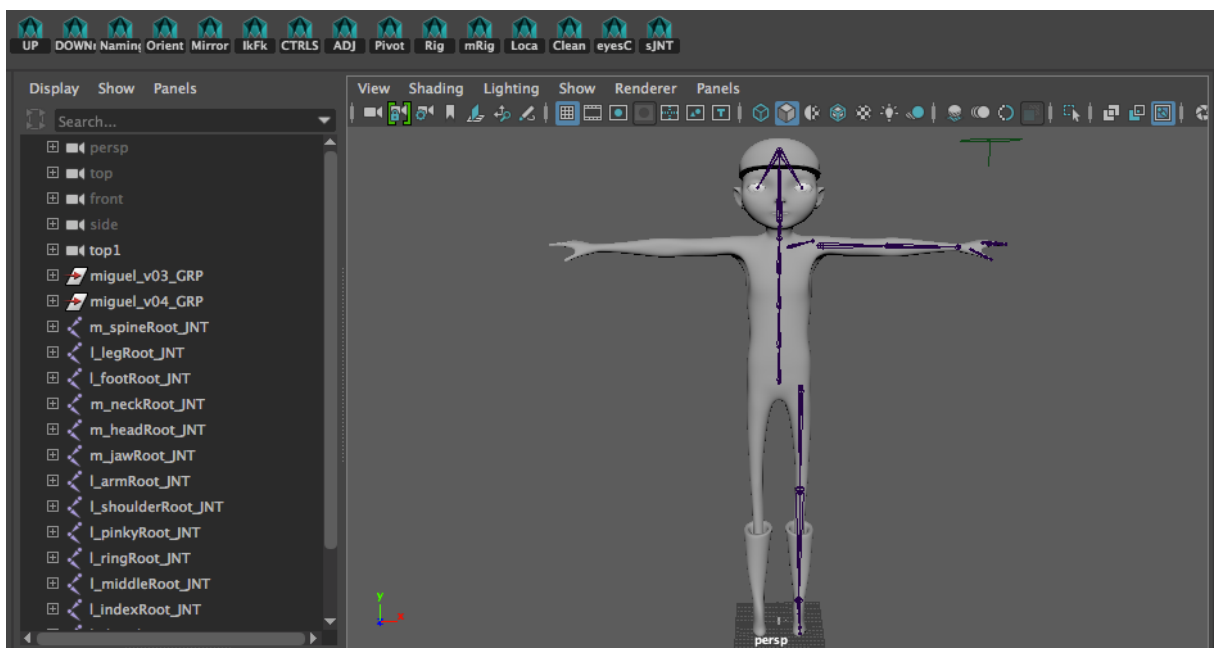 UP DOWN Naming Orient Mirror IkFk CTRLS ADJ Pivot Rig mRig Loca Clean eyesC sJNT
Display Show Panels
View Shading Lighting Show Renderer Panels
Search...
persp
top
front
side
top1
miguel_v03_GRP
miguel_v04_GRP
m_spineRoot_JNT
l_legRoot_JNT
l_footRoot_JNT
m_neckRoot_JNT
m_headRoot_JNT
m_jawRoot_JNT
l_armRoot_JNT
l_shoulderRoot_JNT
l_pinkyRoot_JNT
l_ringRoot_JNT
l_middleRoot_JNT
l_indexRoot_JNT
y
persp